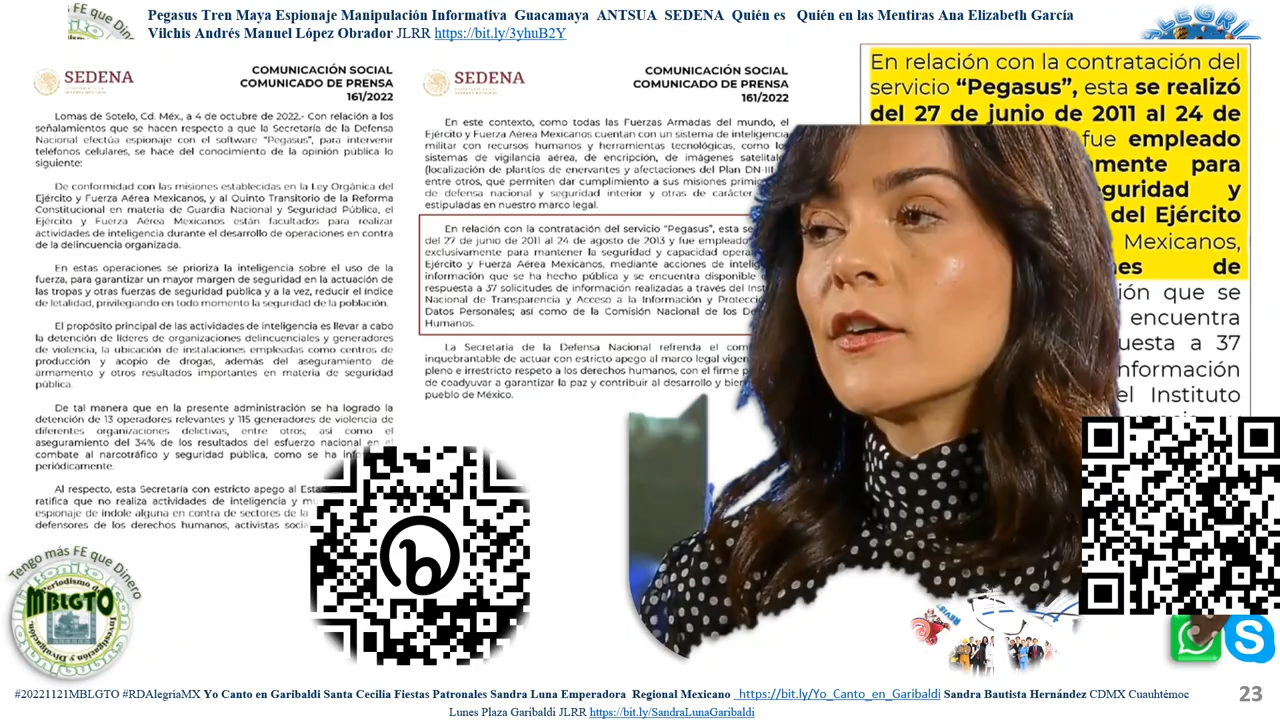 Pegasus Tren Maya Espionaje Manipulación Informativa Guacamaya ANTSUA SEDENA Quién es Quién en las Mentiras Ana Elizabeth García
Vilchis Andrés Manuel López Obrador JLRR https://bit.ly/3yhuB2Y
FE que Di
SEDENA
COMUNICACIÓN SOCIAL
COMUNICADO DE PRENSA
161/2022
Lomas de Sotelo, Cd. Méx., a 4 de octubre de 2022.- Con relación a los
señalamientos que se hacen respecto a que la Secretaría de la Defensa
Nacional efectúa espionaje con el software "Pegasus", para intervenir
teléfonos celulares, se hace del conocimiento de la opinión pública lo
siguiente:
De conformidad con las misiones establecidas en la Ley Orgánica del
Ejército y Fuerza Aérea Mexicanos, y al Quinto Transitorio de la Reforma
Constitucional en materia de Guardia Nacional y Seguridad Pública, el
Ejército y Fuerza Aérea Mexicanos están facultados para realizar
actividades de inteligencia durante el desarrollo de operaciones en contra
de la delincuencia organizada.
En estas operaciones se prioriza la inteligencia sobre el uso de la
fuerza, para garantizar un mayor margen de seguridad en la actuación de
las tropas y otras fuerzas de seguridad pública y a la vez, reducir el índice
de letalidad, privilegiando en todo momento la seguridad de la población.
El propósito principal de las actividades de inteligencia es llevar a cabo
la detención de líderes de organizaciones delincuenciales y generadores
de violencia, la ubicación de instalaciones empleadas como centros de
producción y acopio de drogas, además del aseguramiento de
armamento y otros resultados importantes en materia de seguridad
pública.
De tal manera que en la presente administración se ha logrado la
detención de 13 operadores relevantes y 115 generadores de violencia de
diferentes organizaciones delictivas, entre otros; así como el
aseguramiento del 34% de los resultados del esfuerzo nacional en el
combate al narcotráfico y seguridad pública, como se ha
periódicamente.
Al respecto, esta Secretaría con estricto apego al
ratifica que no realiza actividades de inteligencia y
espionaje de índole alguna en contra de sectores de la
defensores de los derechos humanos, activistas
SEDENA
COMUNICACIÓN SOCIAL
COMUNICADO DE PRENSA
161/2022
En este contexto, como todas las Fuerzas Armadas del mundo, el
Ejército y Fuerza Aérea Mexicanos cuentan con un sistema de inteligencia
militar con recursos humanos y herramientas tecnológicas, como los
sistemas de vigilancia aérea, de encripción, de imágenes
(localización de plantíos de enervantes y afectaciones del Plan
entre otros, que permiten dar cumplimiento a sus misiones
de defensa nacional y seguridad interior y otras de carácter
estipuladas en nuestro marco legal.
En relación con la contratación del servicio "Pegasus", esta
del 27 de junio de 2011 al 24 de agosto de 2013 y fue empleado
exclusivamente para mantener la seguridad y capacidad
Ejército y Fuerza Aérea Mexicanos, mediante acciones de
información que se ha hecho pública y se encuentra disponible
respuesta a 37 solicitudes de información realizadas a través del
Nacional de Transparencia y Acceso a la Información y
Datos Personales; así como de la Comisión Nacional de los
Humanos.
La Secretaría de la Defensa Nacional refrenda el
inquebrantable de actuar con estricto apego al marco legal
pleno e irrestricto respeto a los derechos humanos, con el firme
de coadyuvar a garantizar la paz y contribuir al desarrollo y
pueblo de México.
En relación con la contratación del
servicio "Pegasus", esta se realizó
del 27 de junio de 2011 al 24 de
fue empleado
para
y
del Ejército
Mexicanos,
de
que se
encuentra
a 37
el Instituto
Tengo más FE que Dinero
Periodismo de
MBLGTO
Investigación y Divulgación.
#20221121MBLGTO #RDAlegriaMX Yo Canto en Garibaldi Santa Cecilia Fiestas Patronales Sandra Luna Emperadora Regional Mexicano https://bit.ly/Yo_Canto_en_Garibaldi Sandra Bautista Hernández CDMX Cuauhtémoc
Lunes Plaza Garibaldi JLRR https://bit.ly/SandraLunaGaribaldi
23